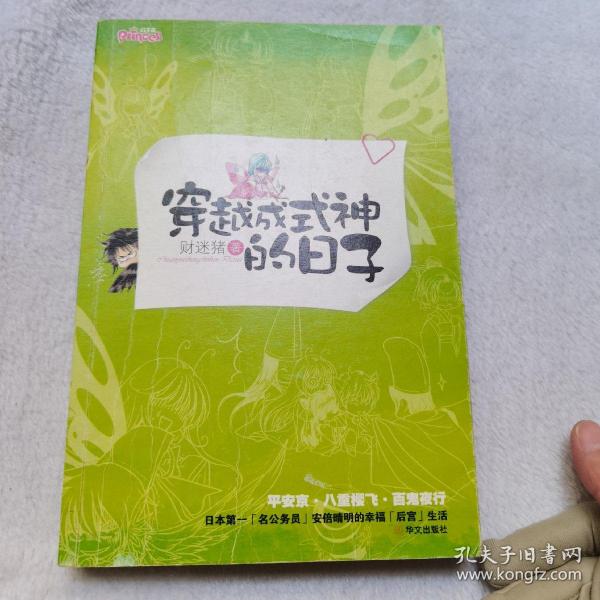 Princess
穿越成式神
的日子
财迷猪 著
平安京·八重樱飞·百鬼夜行
日本第一「名公务员」安倍晴明的幸福「后宫」生活
华文出版社
孔夫子旧书网
www.kongfz.com